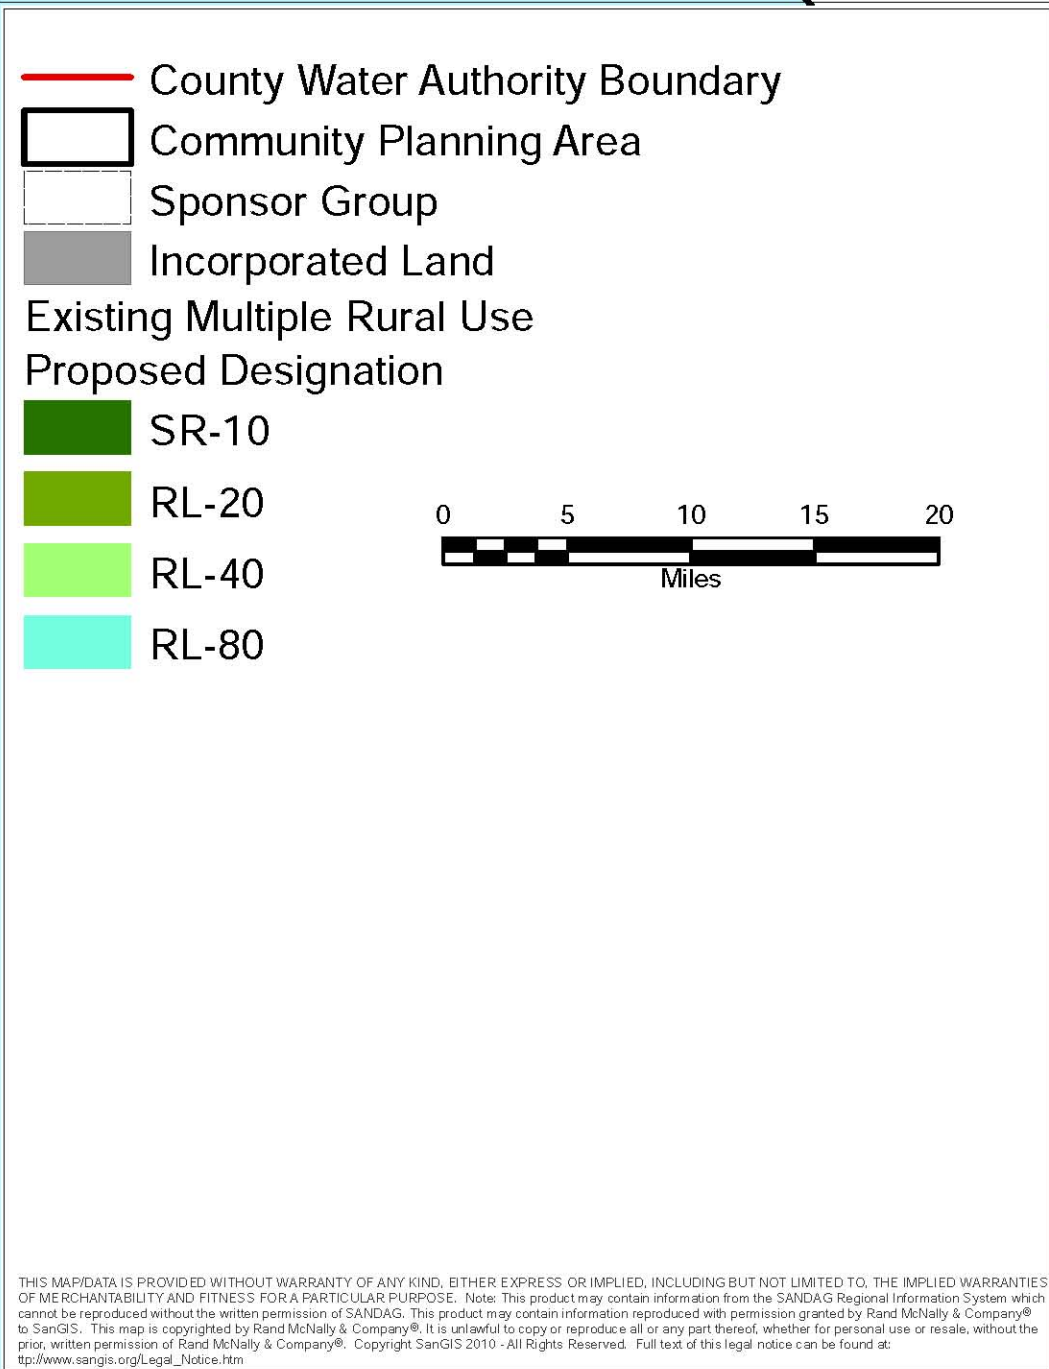 County Water Authority Boundary
Community Planning Area
Sponsor Group
Incorporated Land
Existing Multiple Rural Use
Proposed Designation
SR-10
RL-20
RL-40
RL-80
0 5 10 15 20
Miles
THIS MAP/DATA IS PROVIDED WITHOUT WARRANTY OF ANY KIND, EITHER EXPRESS OR IMPLIED, INCLUDING BUT NOT LIMITED TO, THE IMPLIED WARRANTIES
OF MERCHANTABILITY AND FITNESS FOR A PARTICULAR PURPOSE. Note: This product may contain information from the SANDAG Regional Information System which
cannot be reproduced without the written permission of SANDAG. This product may contain information reproduced with permission granted by Rand McNally & Company®
to SanGIS. This map is copyrighted by Rand McNally & Company®. It is unlawful to copy or reproduce all or any part thereof, whether for personal use or resale, without the
prior, written permission of Rand McNally & Company®. Copyright SanGIS 2010 - All Rights Reserved. Full text of this legal notice can be found at:
ttp://www.sangis.org/Legal_Notice.htm